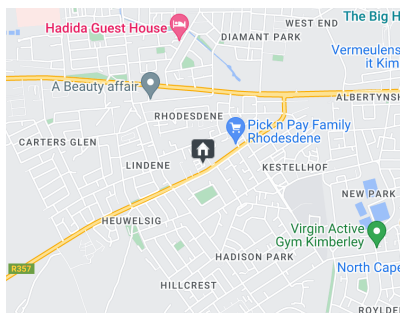 The Big H
WEST END
Hadida Guest House
DIAMANT PARK
Vermeulens
it Kim
A Beauty affair
ALBERTYNSH
RHODESDENE
Pick n Pay Family
Rhodesdene
CARTERS GLEN
LINDENE
KESTELLHOF
NEW PARK
HEUWELSIG
Virgin Active
Gym Kimberley
HADISON PARK
R357
North Cape
HILLCREST
ROYLDEN